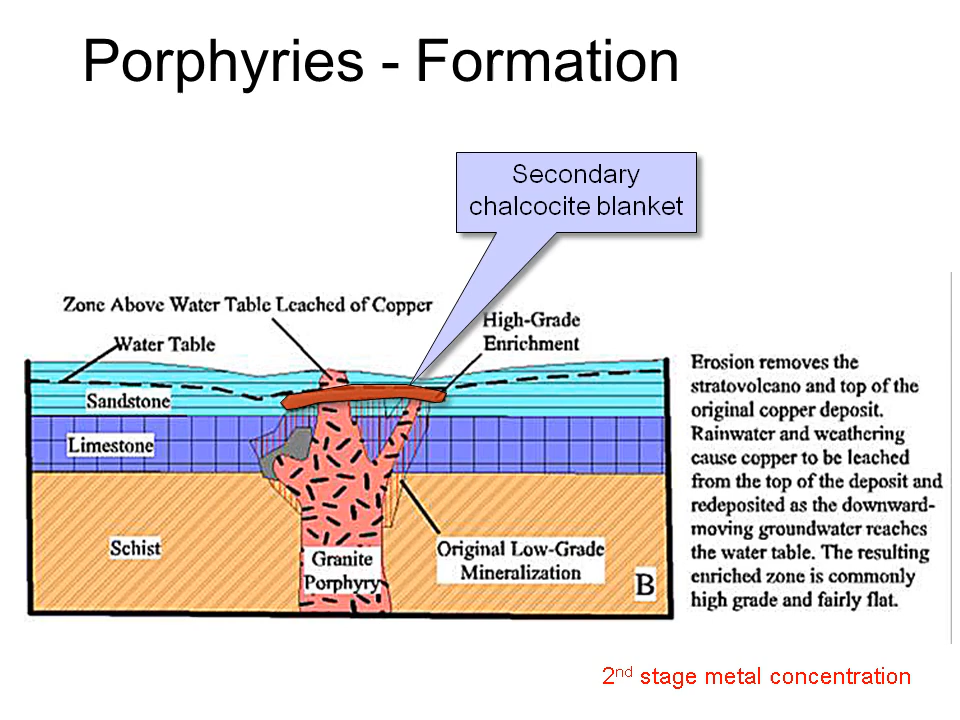 Porphyries - Formation
Secondary
chalcocite blanket
Zone Above Water Table Leached of Copper
High-Grade
Enrichment
Water Table
Sandstone
Limestone
Schist
Granite
Porphyry
Original Low-Grade
Mineralization
B
Erosion removes the
stratovolcano and top of the
original copper deposit.
Rainwater and weathering
cause copper to be leached
from the top of the deposit and
redeposited as the downward-
moving groundwater reaches
the water table. The resulting
enriched zone is commonly
high grade and fairly flat.
2nd stage metal concentration